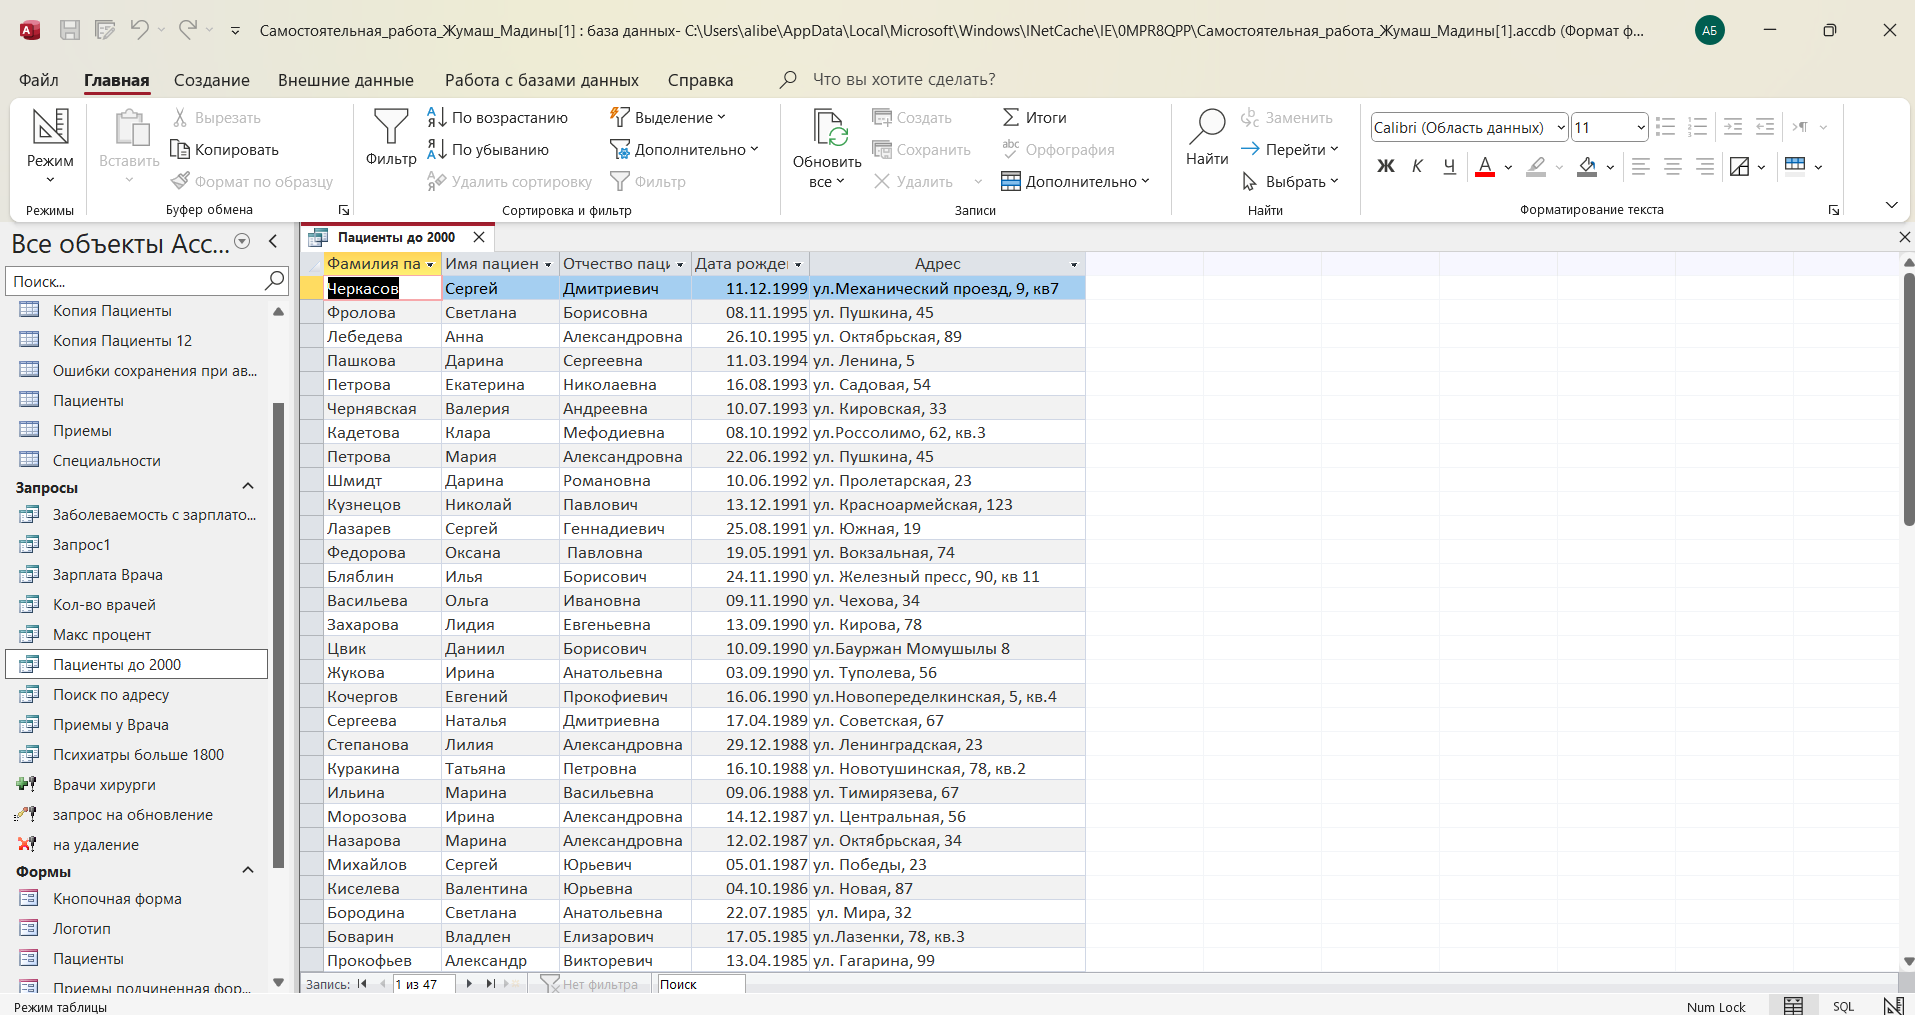 Самостоятельная_работа_Жумаш_Мадины[1] : база данных- C:\Users\alibe\AppData\Local\Microsoft\Windows\INetCache\IE\0MPR8QPP\Самостоятельная_работа_Жумаш_Мадины[1].accdb (Формат ф...
АБ
Файл Главная Создание Внешние данные Работа с базами данных Справка Что вы хотите сделать?
Режим
Режимы
Вставить
Вырезать
Копировать
Формат по образцу
Буфер обмена
Фильтр
По возрастанию
По убыванию
Удалить сортировку
Выделение
Дополнительно
Фильтр
Сортировка и фильтр
Обновить
все
Создать
Сохранить
Удалить
Итоги
Орфография
Дополнительно
Записи
Найти
Заменить
Перейти
Выбрать
Найти
Calibri (Область данных) 11
Ж К Ч A
Форматирование текста
Все объекты Acc...
Поиск...
Копия Пациенты
Копия Пациенты 12
Ошибки сохранения при ав...
Пациенты
Приемы
Специальности
Запросы
Заболеваемость с зарплато...
Запрос1
Зарплата Врача
Кол-во врачей
Макс процент
Пациенты до 2000
Поиск по адресу
Приемы у Врача
Психиатры больше 1800
Врачи хирурги
запрос на обновление
на удаление
Формы
Кнопочная форма
Логотип
Пациенты
Приемы подчиненная фор...
Пациенты до 2000
Фамилия па Имя пациен Отчество паци Дата рожде Адрес
Черкасов Сергей Дмитриевич 11.12.1999 ул.Механический проезд, 9, кв7
Фролова Светлана Борисовна 08.11.1995 ул. Пушкина, 45
Лебедева Анна Александровна 26.10.1995 ул. Октябрьская, 89
Пашкова Дарина Сергеевна 11.03.1994 ул. Ленина, 5
Петрова Екатерина Николаевна 16.08.1993 ул. Садовая, 54
Чернявская Валерия Андреевна 10.07.1993 ул. Кировская, 33
Кадетова Клара Мефодиевна 08.10.1992 ул.Россолимо, 62, кв.3
Петрова Мария Александровна 22.06.1992 ул. Пушкина, 45
Шмидт Дарина Романовна 10.06.1992 ул. Пролетарская, 23
Кузнецов Николай Павлович 13.12.1991 ул. Красноармейская, 123
Лазарев Сергей Геннадиевич 25.08.1991 ул. Южная, 19
Федорова Оксана Павловна 19.05.1991 ул. Вокзальная, 74
Бляблин Илья Борисович 24.11.1990 ул. Железный пресс, 90, кв 11
Васильева Ольга Ивановна 09.11.1990 ул. Чехова, 34
Захарова Лидия Евгеньевна 13.09.1990 ул. Кирова, 78
Цвик Даниил Борисович 10.09.1990 ул.Бауржан Момушылы 8
Жукова Ирина Анатольевна 03.09.1990 ул. Туполева, 56
Кочергов Евгений Прокофиевич 16.06.1990 ул.Новопеределкинская, 5, кв.4
Сергеева Наталья Дмитриевна 17.04.1989 ул. Советская, 67
Степанова Лилия Александровна 29.12.1988 ул. Ленинградская, 23
Куракина Татьяна Петровна 16.10.1988 ул. Новотушинская, 78, кв.2
Ильина Марина Васильевна 09.06.1988 ул. Тимирязева, 67
Морозова Ирина Александровна 14.12.1987 ул. Центральная, 56
Назарова Марина Александровна 12.02.1987 ул. Октябрьская, 34
Михайлов Сергей Юрьевич 05.01.1987 ул. Победы, 23
Киселева Валентина Юрьевна 04.10.1986 ул. Новая, 87
Бородина Светлана Анатольевна 22.07.1985 ул. Мира, 32
Боварин Владлен Елизарович 17.05.1985 ул.Лазенки, 78, кв.3
Прокофьев Александр Викторевич 13.04.1985 ул. Гагарина, 99
Запись: 1 из 47 Нет фильтра Поиск
Режим таблицы Num Lock SQL